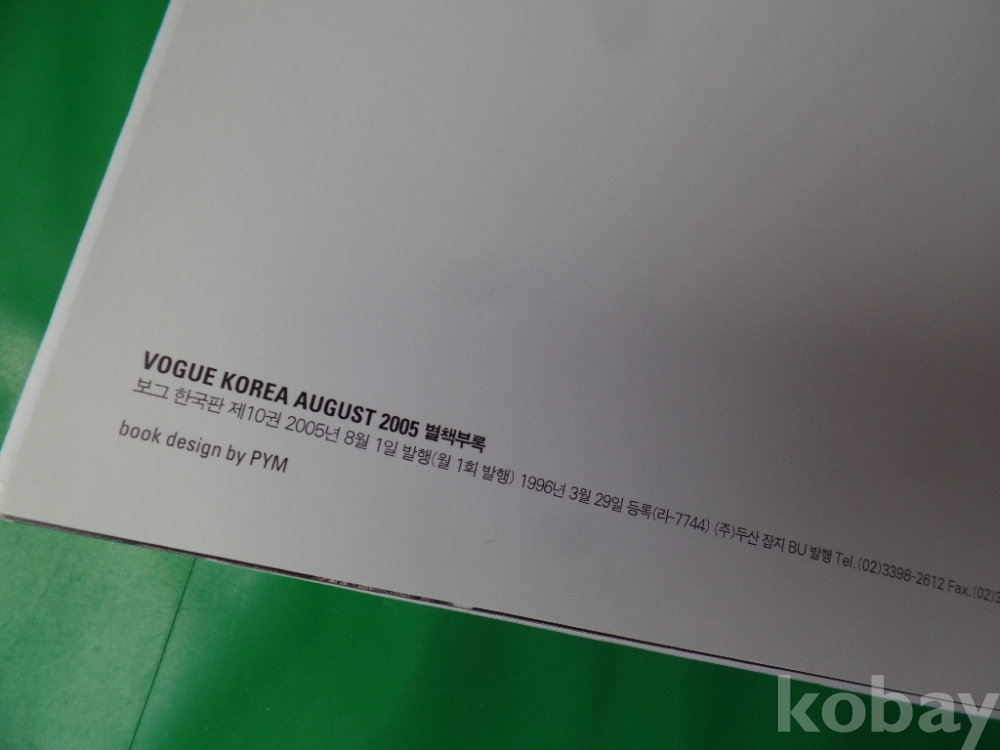 VOGUE KOREA AUGUST 2005 별책부록
보그 한국판 제10권 2005년 8월 1일 발행(월 1회 발행) 1996년 3월 29일 등록(라-7744) (주)두산 잡지 BU 발행 Tel.(02)3398-2612 Fax.(02)3
book design by PYM
kobay